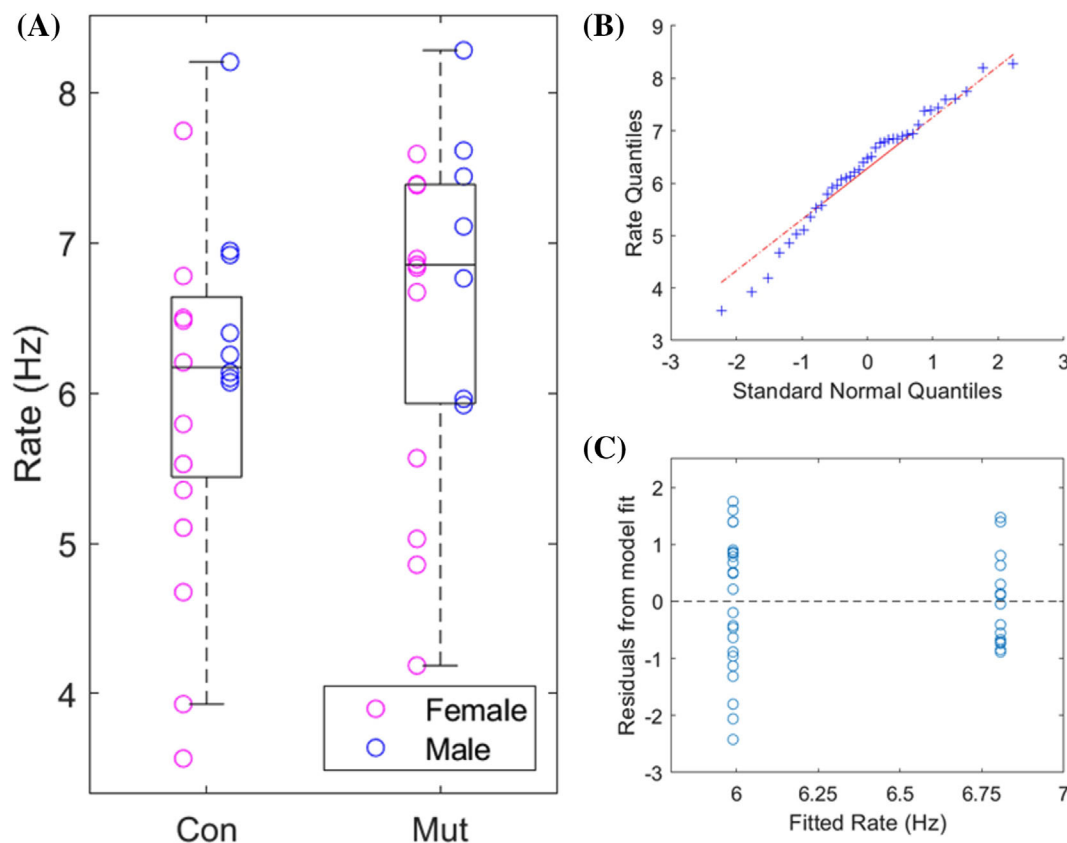 (A)
8
7
6
5
4
Rate (Hz)
Con Mut
Female
Male
(B)
9
8
7
6
5
4
3
Rate Quantiles
-3 -2 -1 0 1 2 3
Standard Normal Quantiles
(C)
2
1
0
-1
-2
-3
Residuals from model fit
6 6.25 6.5 6.75 7
Fitted Rate (Hz)